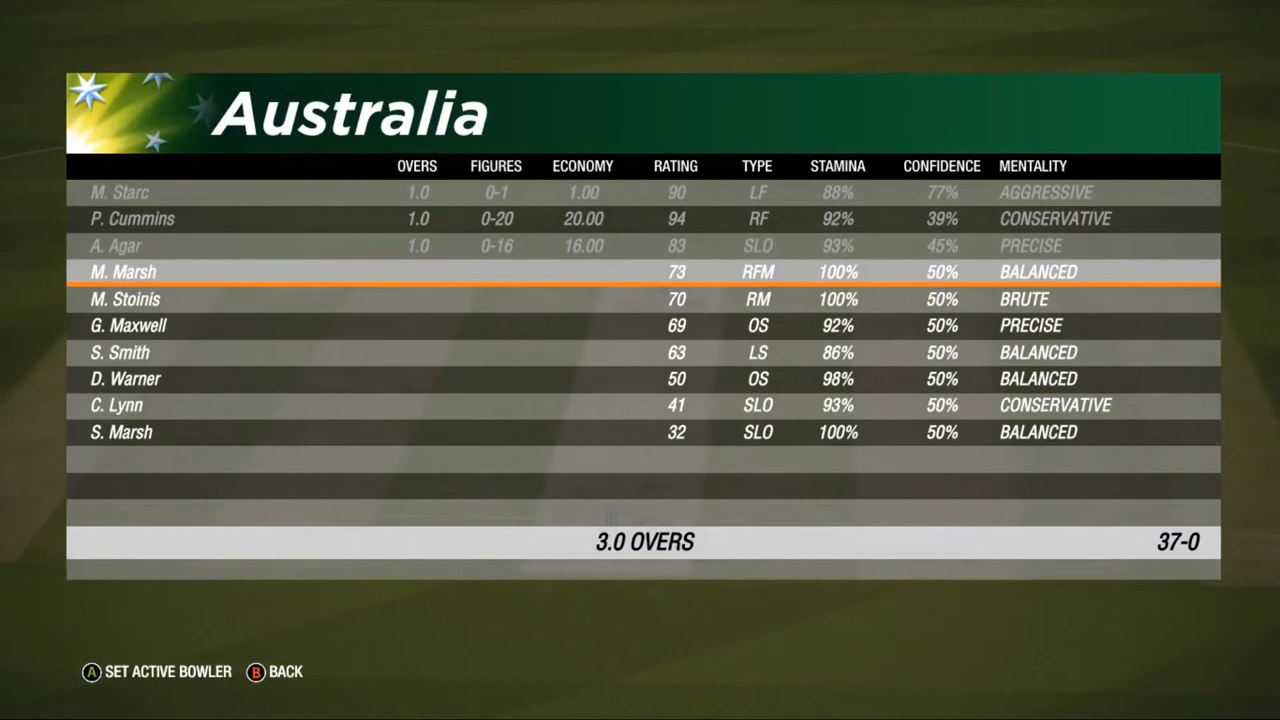 Australia
OVERS FIGURES ECONOMY RATING TYPE STAMINA CONFIDENCE MENTALITY
M. Starc 1.0 0-1 1.00 90 LF 88% 77% AGGRESSIVE
P. Cummins 1.0 0-20 20.00 94 RF 92% 39% CONSERVATIVE
A. Agar 1.0 0-16 16.00 83 SLO 93% 45% PRECISE
M. Marsh 73 RFM 100% 50% BALANCED
M. Stoinis 70 RM 100% 50% BRUTE
G. Maxwell 69 OS 92% 50% PRECISE
S. Smith 63 LS 86% 50% BALANCED
D. Warner 50 OS 98% 50% BALANCED
C. Lynn 41 SLO 93% 50% CONSERVATIVE
S. Marsh 32 SLO 100% 50% BALANCED
3.0 OVERS 37-0
A SET ACTIVE BOWLER B BACK